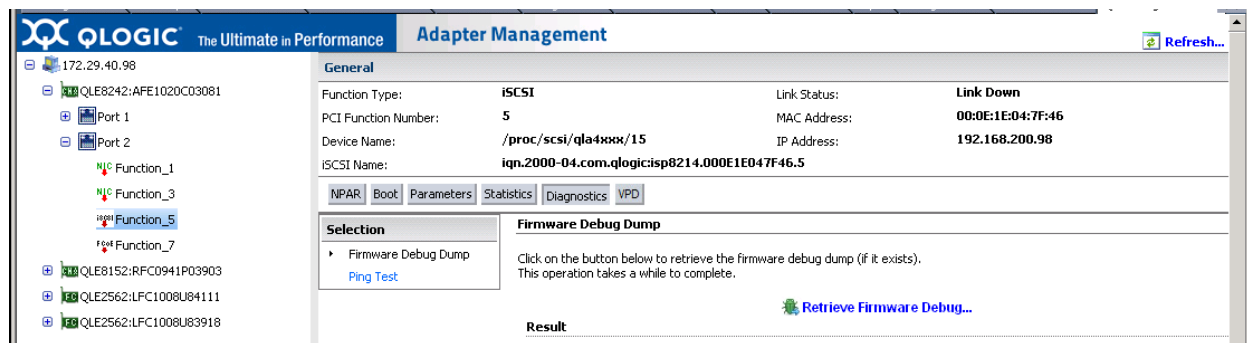 QLOGIC The Ultimate in Performance Adapter Management
Refresh...
172.29.40.98
QLE8242:AFE1020C03081
Port 1
Port 2
NIC Function_1
NIC Function_3
iSCSI Function_5
FCoE Function_7
QLE8152:RFC0941P03903
QLE2562:LFC1008U84111
QLE2562:LFC1008U83918
General
Function Type: iSCSI Link Status: Link Down
PCI Function Number: 5 MAC Address: 00:0E:1E:04:7F:46
Device Name: /proc/scsi/qla4xxx/15 IP Address: 192.168.200.98
iSCSI Name: iqn.2000-04.com.qlogic:isp8214.000E1E047F46.5
NPAR Boot Parameters Statistics Diagnostics VPD
Selection
Firmware Debug Dump
Ping Test
Firmware Debug Dump
Click on the button below to retrieve the firmware debug dump (if it exists).
This operation takes a while to complete.
Retrieve Firmware Debug...
Result